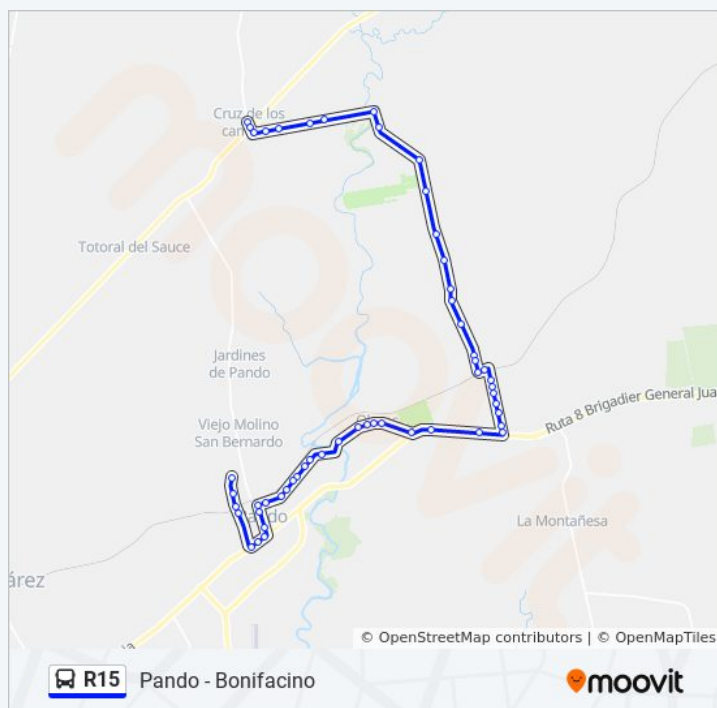 Cruz de los
Totoral del Sauce
Jardines
de Pando
Viejo Molino
San Bernardo
Ruta 8 Brigadier General Jua
La Montañesa
árez
© OpenStreetMap contributors | © OpenMapTiles
R15 Pando - Bonifacino
moovit